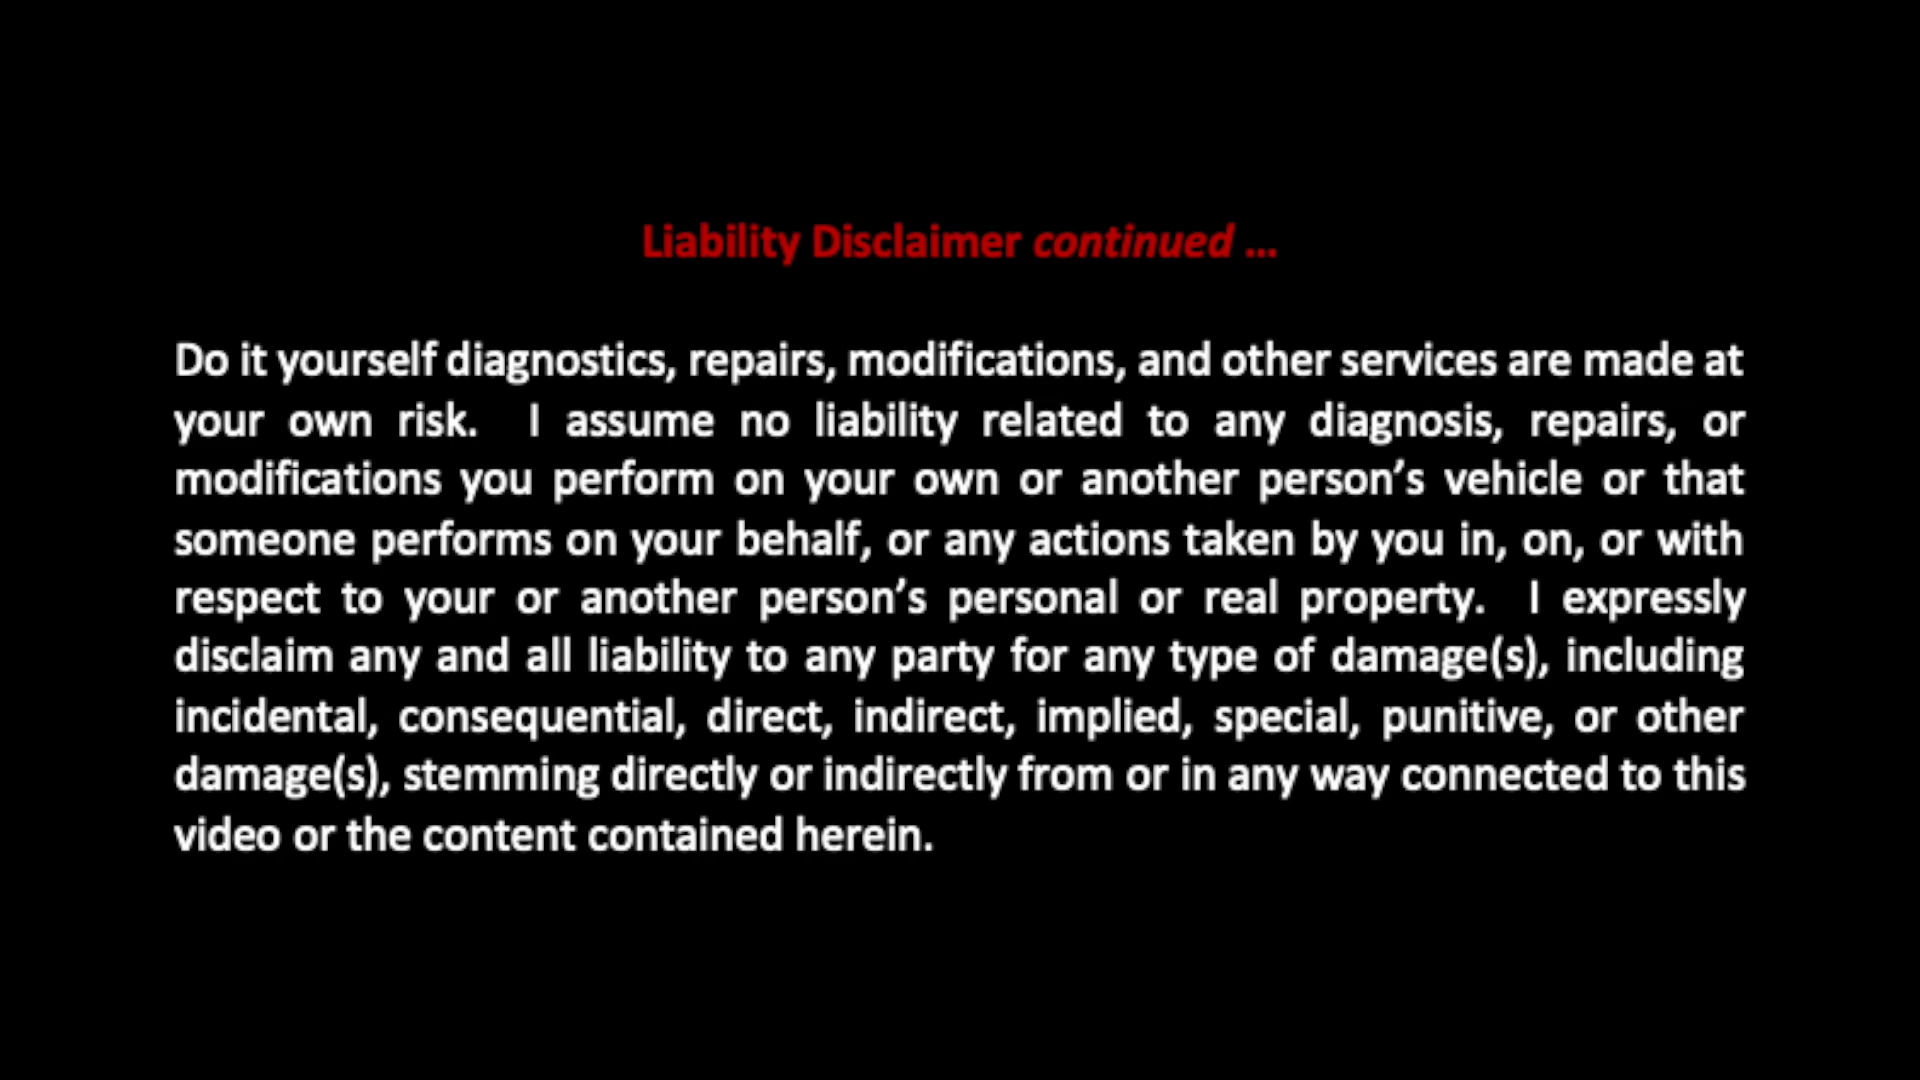 Liability Disclaimer continued ...
Do it yourself diagnostics, repairs, modifications, and other services are made at
your own risk.  I assume no liability related to any diagnosis, repairs, or
modifications you perform on your own or another person’s vehicle or that
someone performs on your behalf, or any actions taken by you in, on, or with
respect to your or another person’s personal or real property.  I expressly
disclaim any and all liability to any party for any type of damage(s), including
incidental, consequential, direct, indirect, implied, special, punitive, or other
damage(s), stemming directly or indirectly from or in any way connected to this
video or the content contained herein.